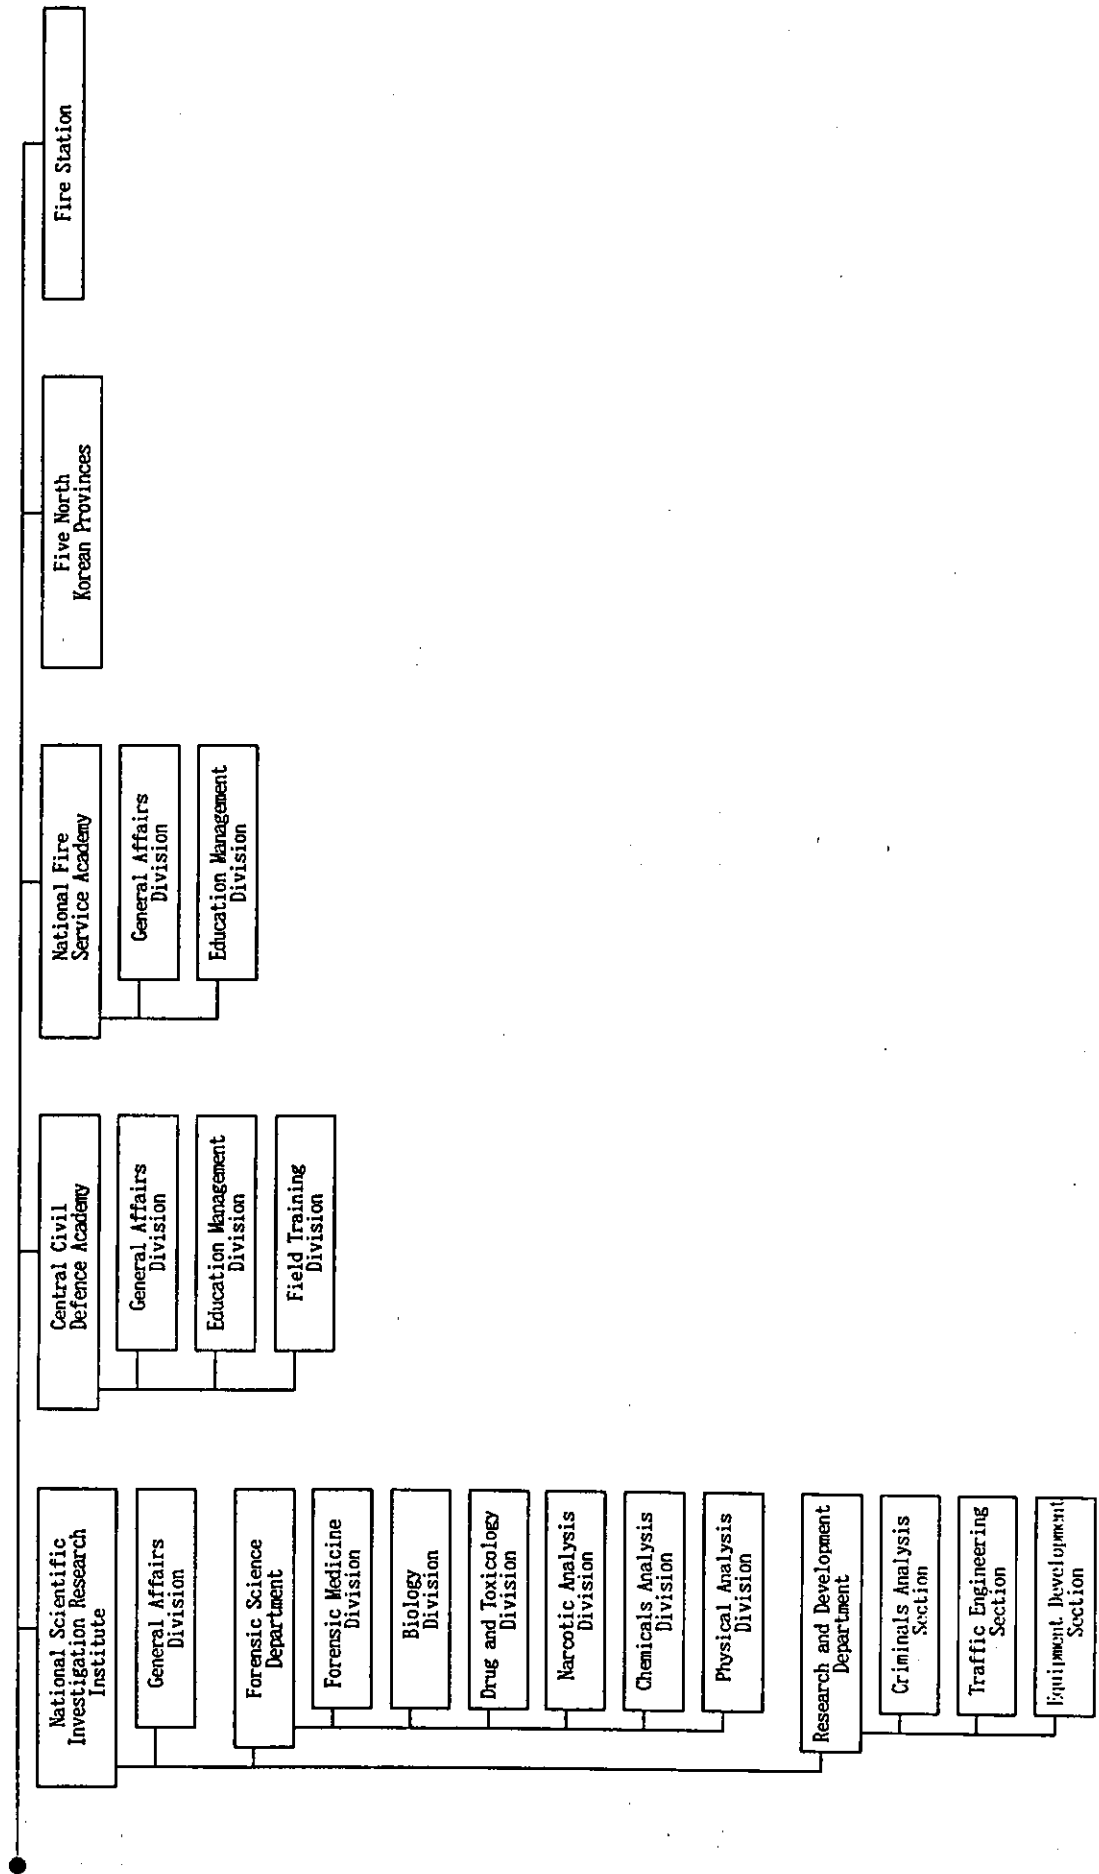 National Scientific
Investigation Research
Institute
General Affairs
Division
Forensic Science
Department
Forensic Medicine
Division
Biology
Division
Drug and Toxicology
Division
Narcotic Analysis
Division
Chemicals Analysis
Division
Physical Analysis
Division
Research and Development
Department
Criminals Analysis
Section
Traffic Engineering
Section
Equipment Development
Section
Central Civil
Defence Academy
General Affairs
Division
Education Management
Division
Field Training
Division
National Fire
Service Academy
General Affairs
Division
Education Management
Division
Five North
Korean Provinces
Fire Station